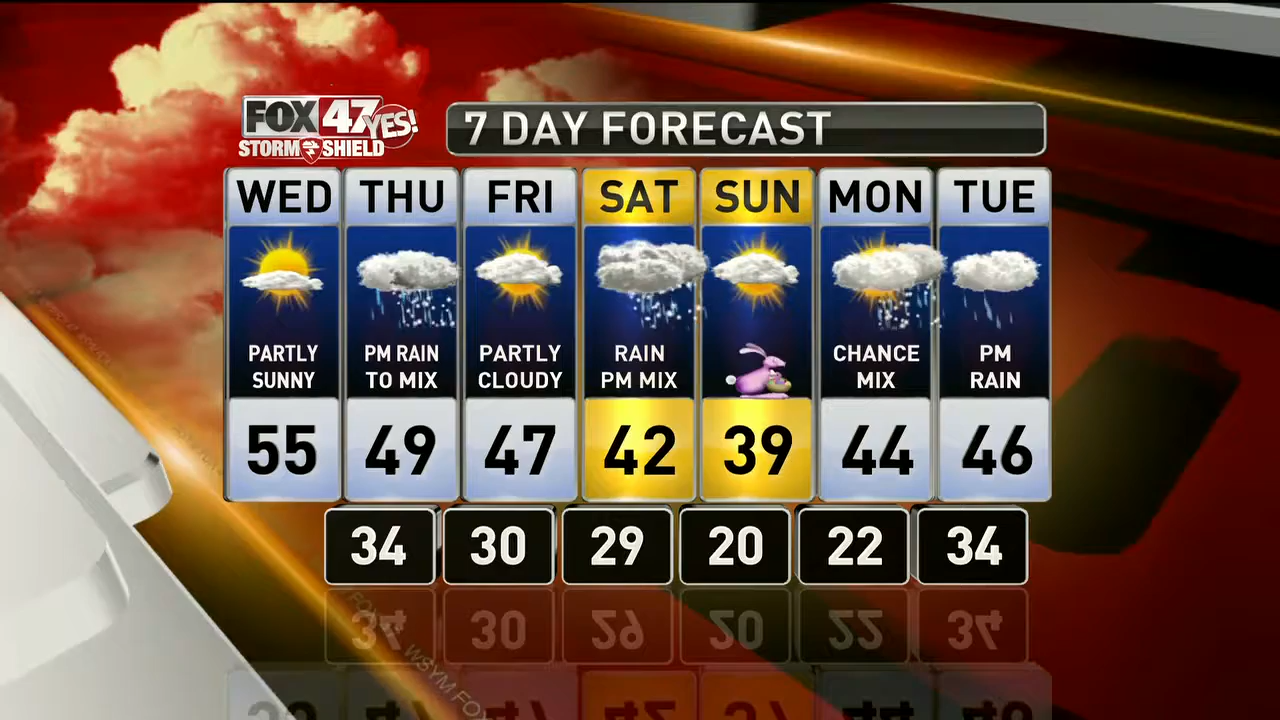 FOX 47 YES!
STORM SHIELD
7 DAY FORECAST
WED THU FRI SAT SUN MON TUE
PARTLY SUNNY
PM RAIN TO MIX
PARTLY CLOUDY
RAIN PM MIX
CHANCE MIX
PM RAIN
55 49 47 42 39 44 46
34 30 29 20 22 34
WSYM FOX